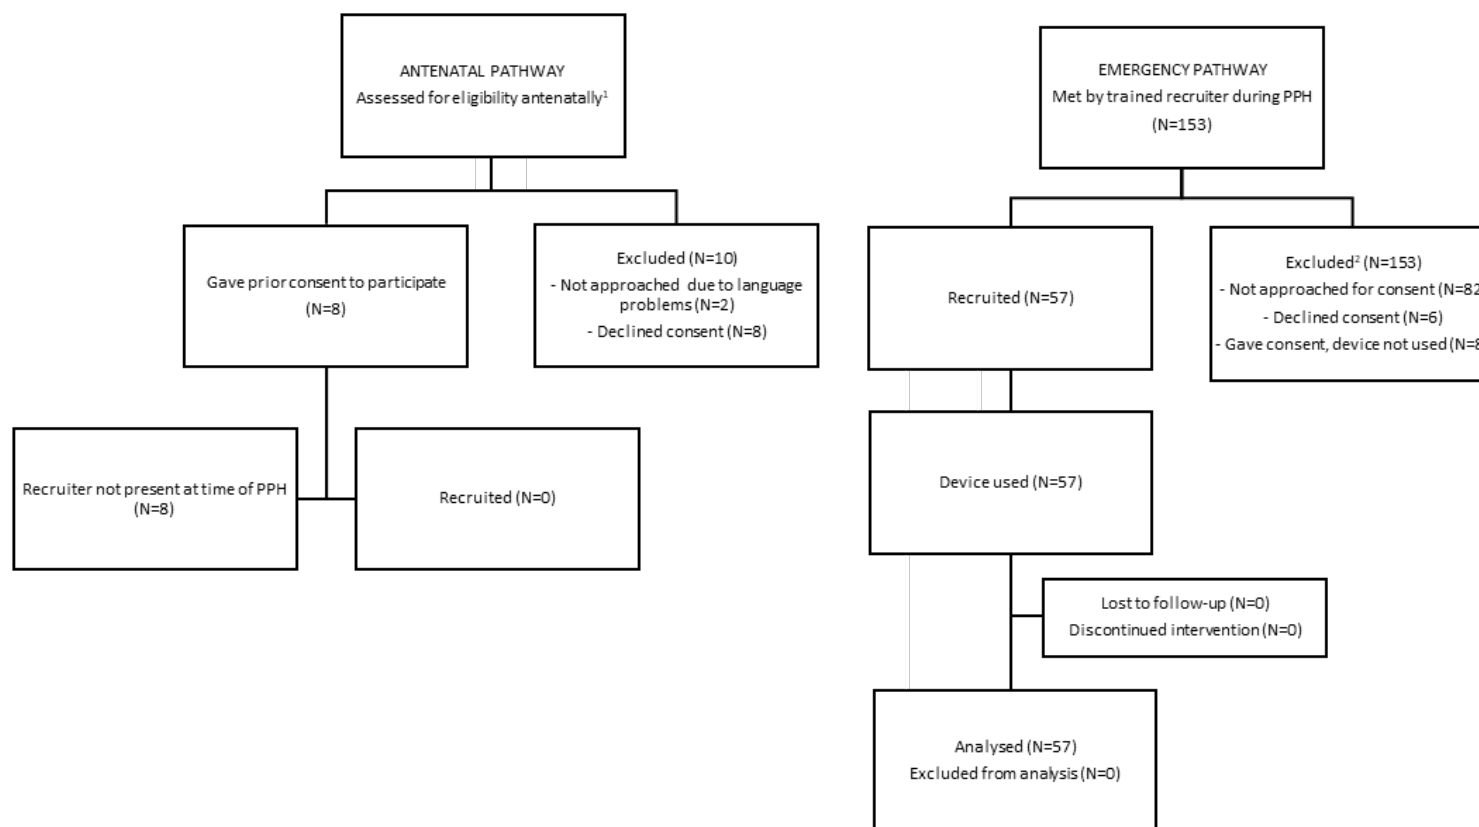 ANTENATAL PATHWAY
Assessed for eligibility antenatally¹
Gave prior consent to participate
(N=8)
Excluded (N=10)
- Not approached due to language
problems (N=2)
- Declined consent (N=8)
Recruiter not present at time of PPH
(N=8)
Recruited (N=0)
EMERGENCY PATHWAY
Met by trained recruiter during PPH
(N=153)
Recruited (N=57)
Excluded² (N=153)
- Not approached for consent (N=82
- Declined consent (N=6)
- Gave consent, device not used (N=8
Device used (N=57)
Lost to follow-up (N=0)
Discontinued intervention (N=0)
Analysed (N=57)
Excluded from analysis (N=0)